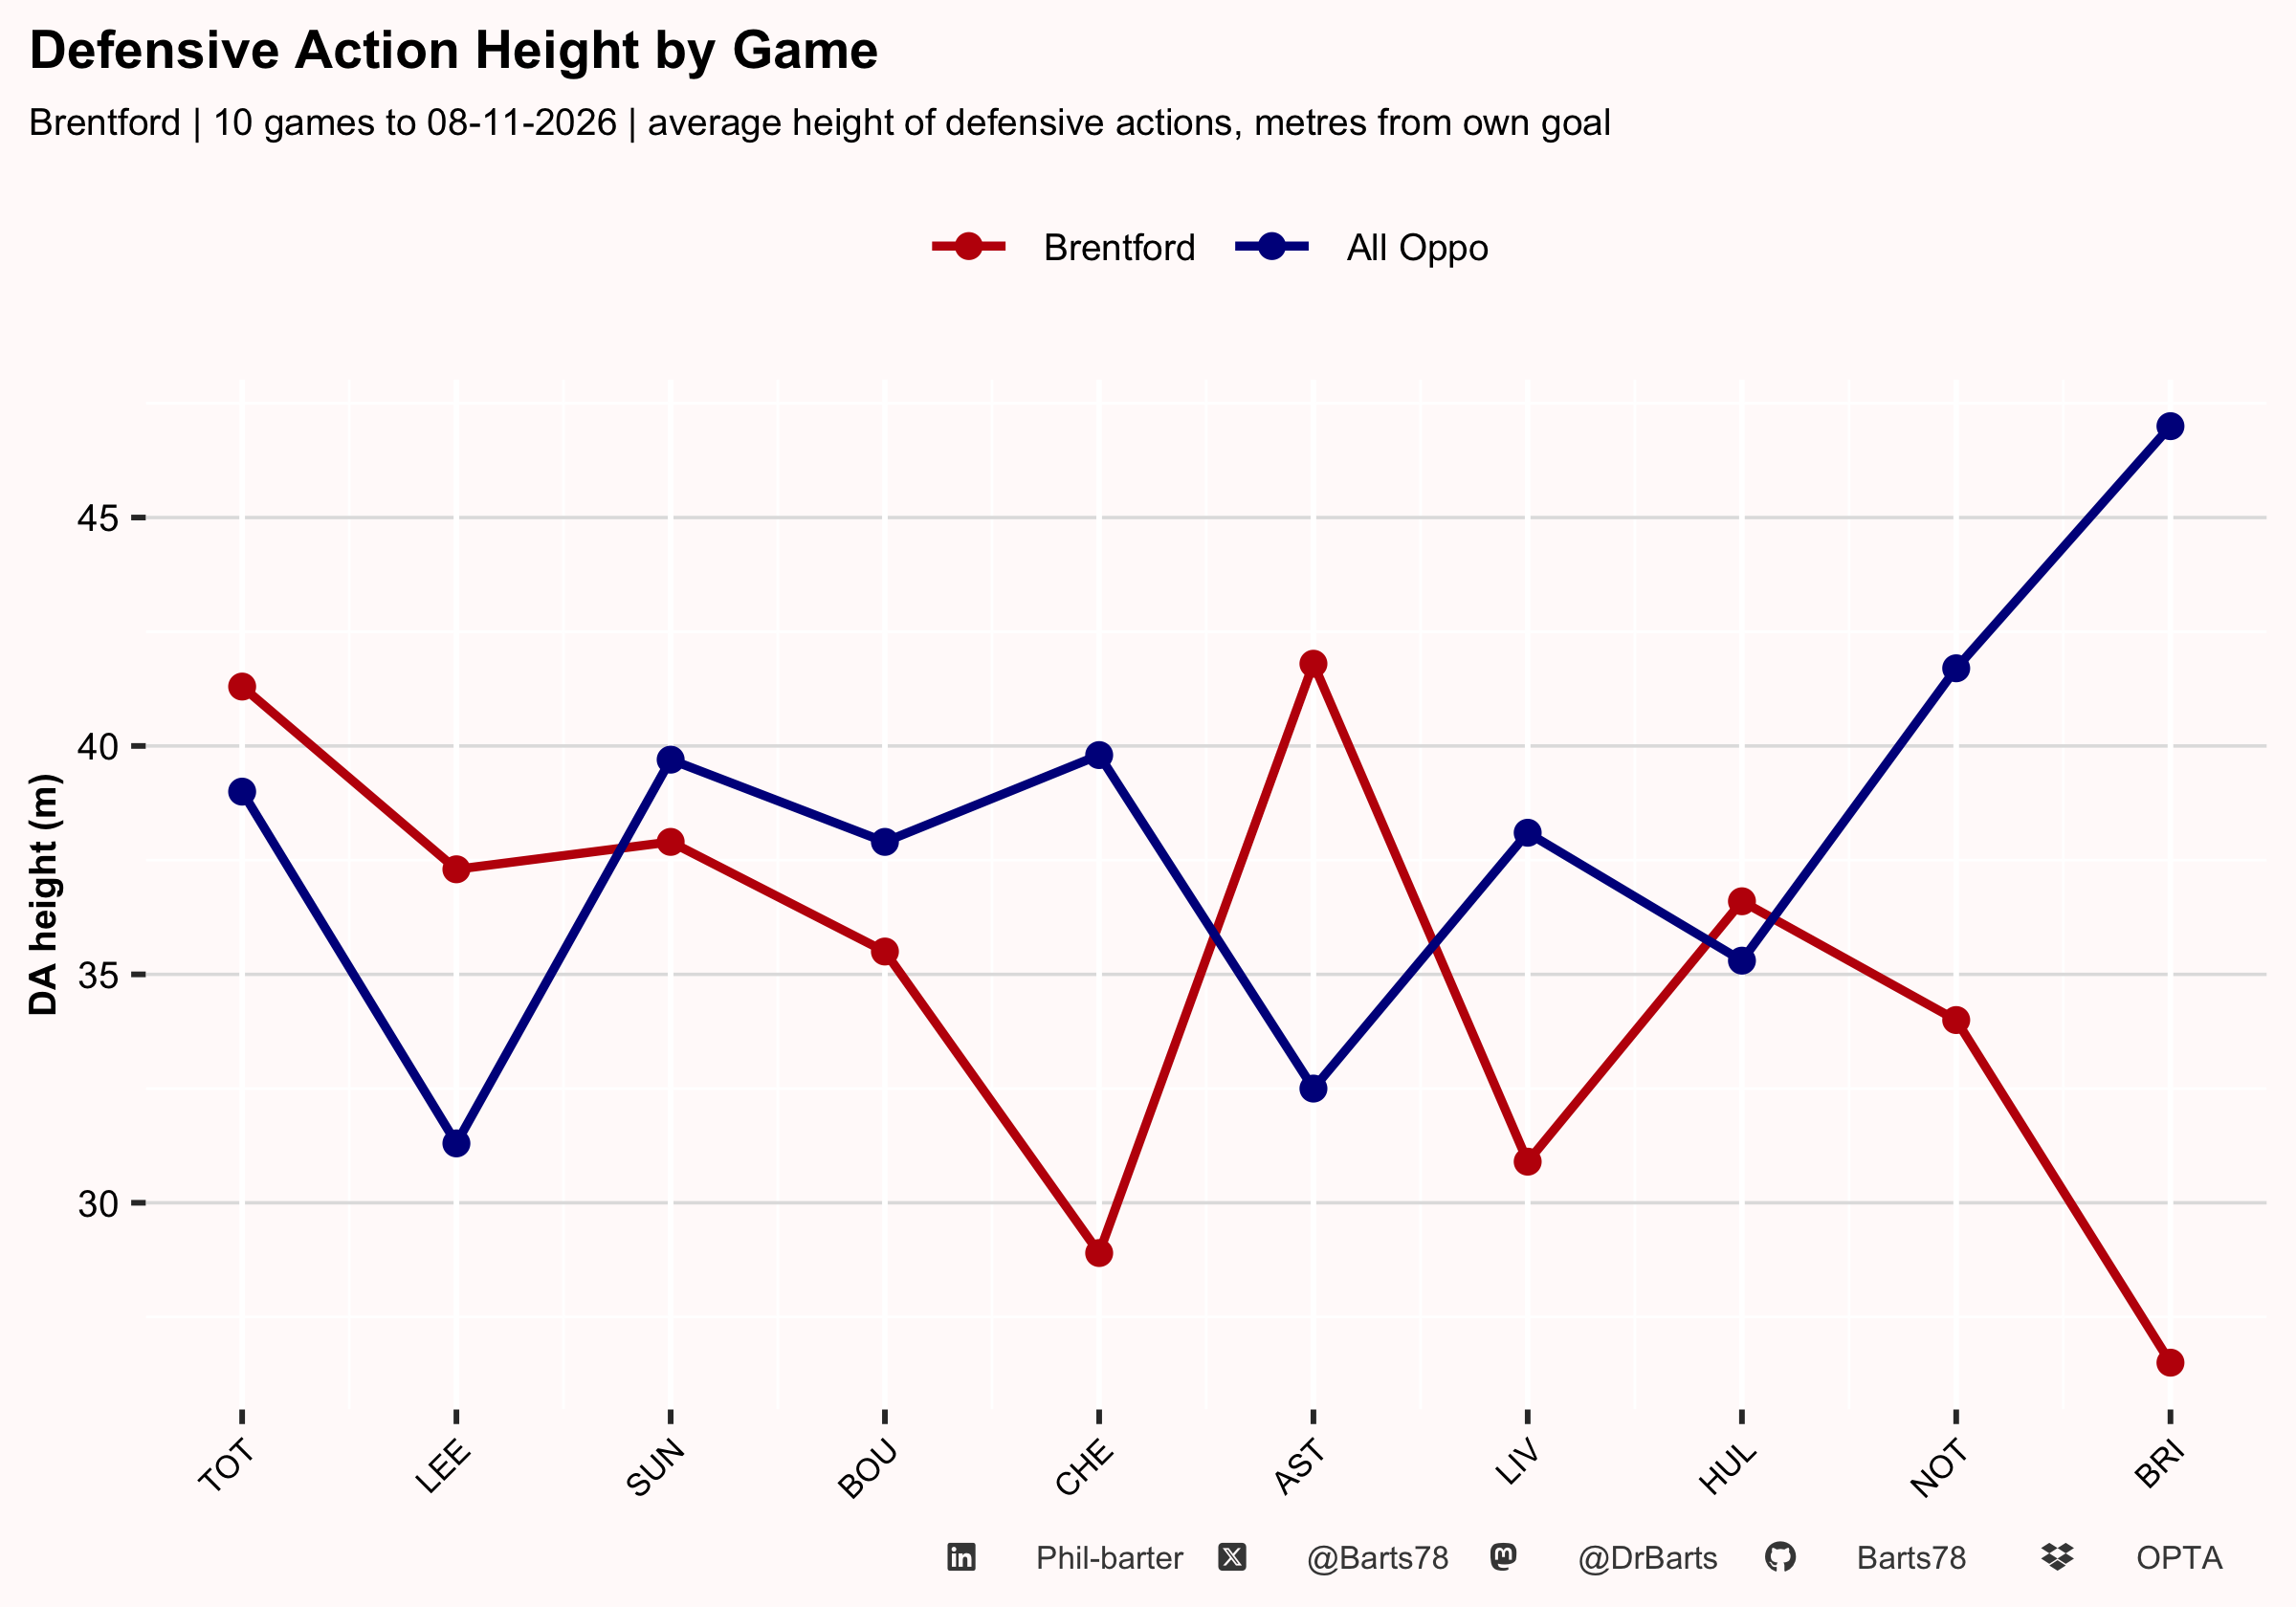 Defensive Action Height by Game
Brentford | 10 games to 08-11-2026 | average height of defensive actions, metres from own goal
Brentford All Oppo
DA height (m)
45
40
35
30
TOT LEE SUN BOU CHE AST LIV HUL NOT BRI
Phil-barter @Barts78 @DrBarts Barts78 OPTA